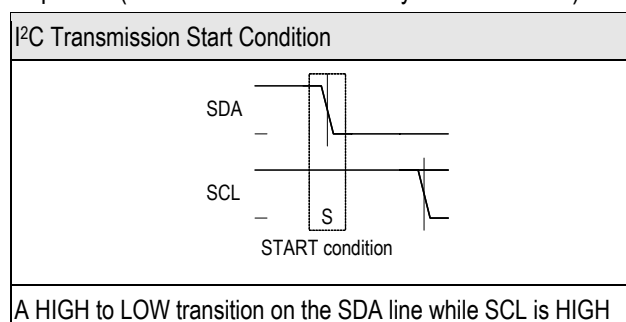 I²C Transmission Start Condition
SDA
SCL
S
START condition
A HIGH to LOW transition on the SDA line while SCL is HIGH